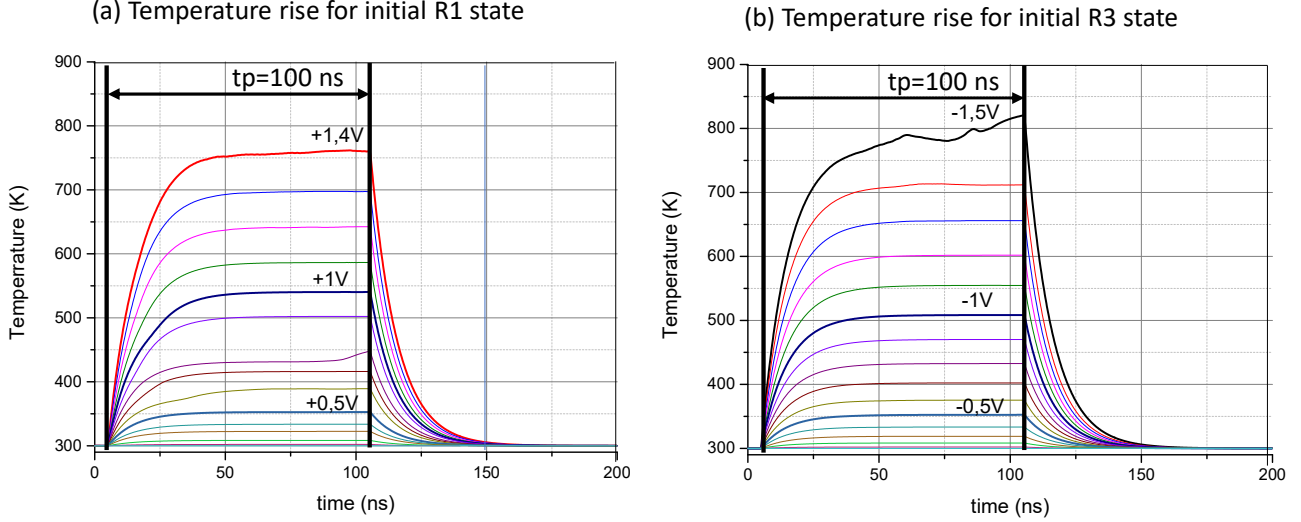 (a) Temperature rise for initial R1 state
900
800
700
600
500
400
300
Temperrature (K)
tp=100 ns
+1,4V
+1V
+0,5V
0
50
100
150
200
time (ns)
(b) Temperature rise for initial R3 state
900
800
700
600
500
400
300
Temperature (K)
tp=100 ns
-1,5V
-1V
-0,5V
0
50
100
150
200
time (ns)